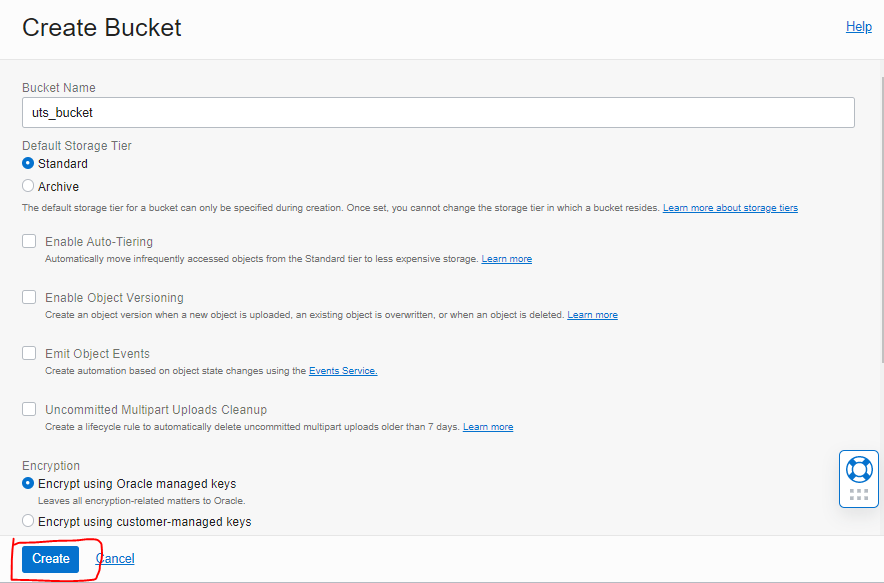 Create Bucket
Help
Bucket Name
uts_bucket
Default Storage Tier
Standard
Archive
The default storage tier for a bucket can only be specified during creation. Once set, you cannot change the storage tier in which a bucket resides. Learn more about storage tiers
Enable Auto-Tiering
Automatically move infrequently accessed objects from the Standard tier to less expensive storage. Learn more
Enable Object Versioning
Create an object version when a new object is uploaded, an existing object is overwritten, or when an object is deleted. Learn more
Emit Object Events
Create automation based on object state changes using the Events Service.
Uncommitted Multipart Uploads Cleanup
Create a lifecycle rule to automatically delete uncommitted multipart uploads older than 7 days. Learn more
Encryption
Encrypt using Oracle managed keys
Leaves all encryption-related matters to Oracle.
Encrypt using customer-managed keys
Create Cancel